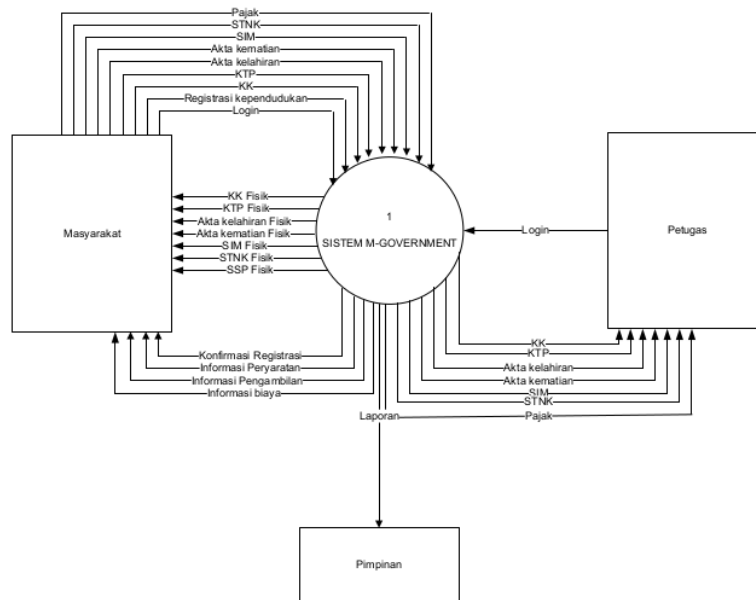 Pajak
STNK
SIM
Akta kematian
Akta kelahiran
KTP
KK
Registrasi kependudukan
Login
Masyarakat
KK Fisik
KTP Fisik
Akta kelahiran Fisik
Akta kematian Fisik
SIM Fisik
STNK Fisik
SSP Fisik
1
SISTEM M-GOVERNMENT
Login
Petugas
Konfirmasi Registrasi
Informasi Peryaratan
Informasi Pengambilan
Informasi biaya
KK
KTP
Akta kelahiran
Akta kematian
SIM
STNK
Pajak
Laporan
Pimpinan